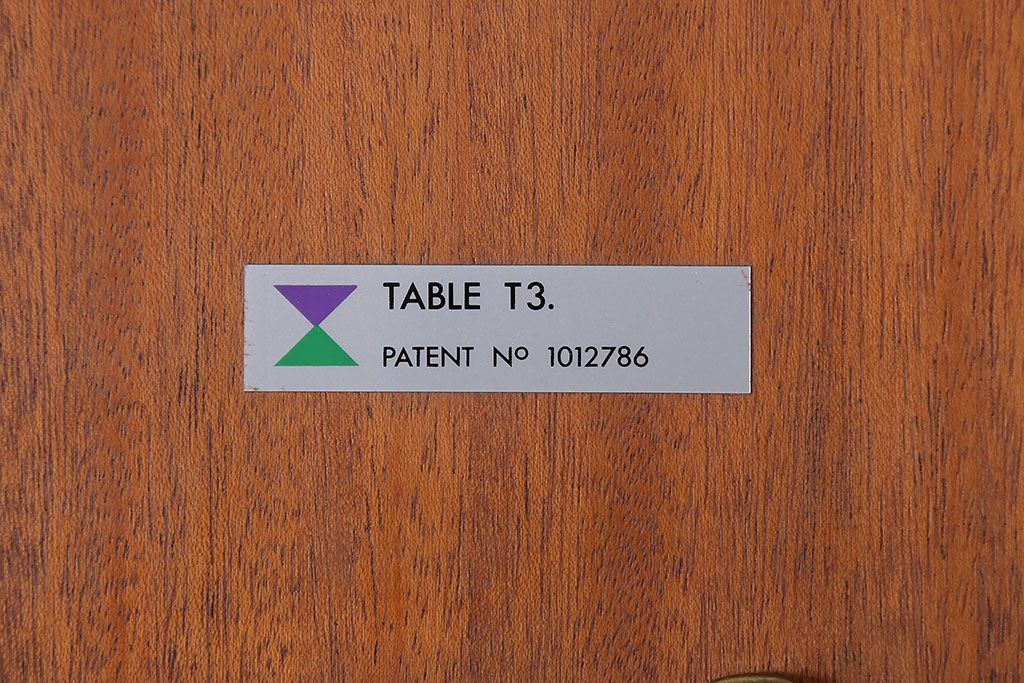 TABLE T3.
PATENT Nº 1012786